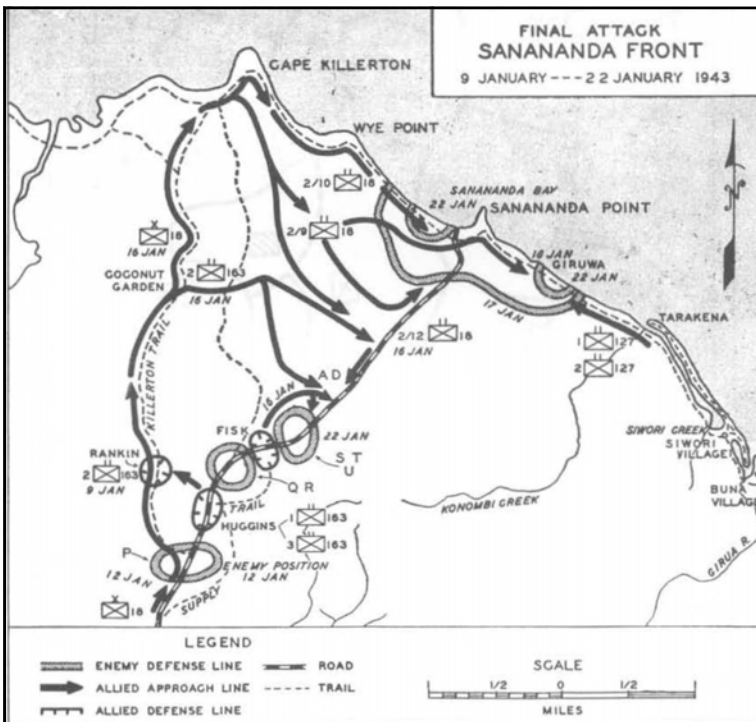 FINAL ATTACK
SANANANDA FRONT
9 JANUARY --- 22 JANUARY 1943
CAPE KILLERTON
WYE POINT
2/10 18
SANANANDA BAY
22 JAN
SANANANDA POINT
2/9 18
18 JAN
GIRUWA
22 JAN
18
16 JAN
2 163
16 JAN
COCONUT
GARDEN
17 JAN
TARAKENA
2/12 18
16 JAN
1 127
2 127
KILLERTON TRAIL
AD
16 JAN
FISK
22 JAN
S T
U
SIWORI CREEK
SIWORI
VILLAGE
BUNA
VILLAGE
RANKIN
2 163
9 JAN
Q R
KONOMBI CREEK
TRAIL
HUGGINS
1 163
3 163
P
ENEMY POSITION
12 JAN
12 JAN
GIRUA R.
SUPPLY
18
LEGEND
ENEMY DEFENSE LINE
ROAD
ALLIED APPROACH LINE
TRAIL
ALLIED DEFENSE LINE
SCALE
1 1/2 0 1/2
MILES